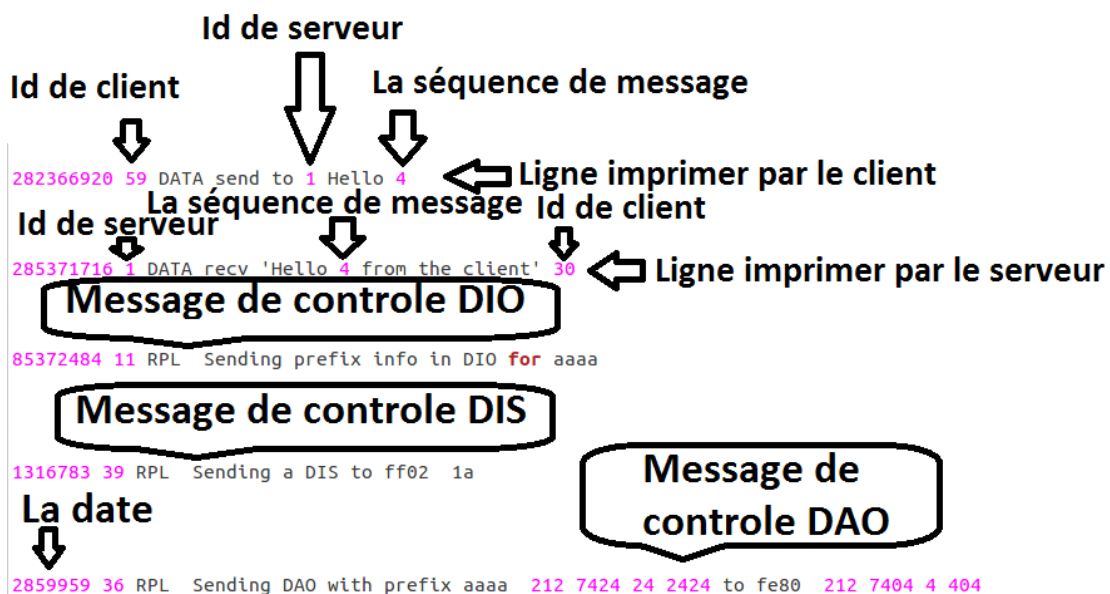 Id de serveur
Id de client
La séquence de message
282366920 59 DATA send to 1 Hello 4
Ligne imprimer par le client
La séquence de message
Id de client
Id de serveur
285371716 1 DATA recv 'Hello 4 from the client' 30
Ligne imprimer par le serveur
Message de controle DIO
85372484 11 RPL  Sending prefix info in DIO for aaaa
Message de controle DIS
1316783 39 RPL  Sending a DIS to ff02  1a
Message de
controle DAO
La date
2859959 36 RPL  Sending DAO with prefix aaaa  212 7424 24 2424 to fe80  212 7404 4 404